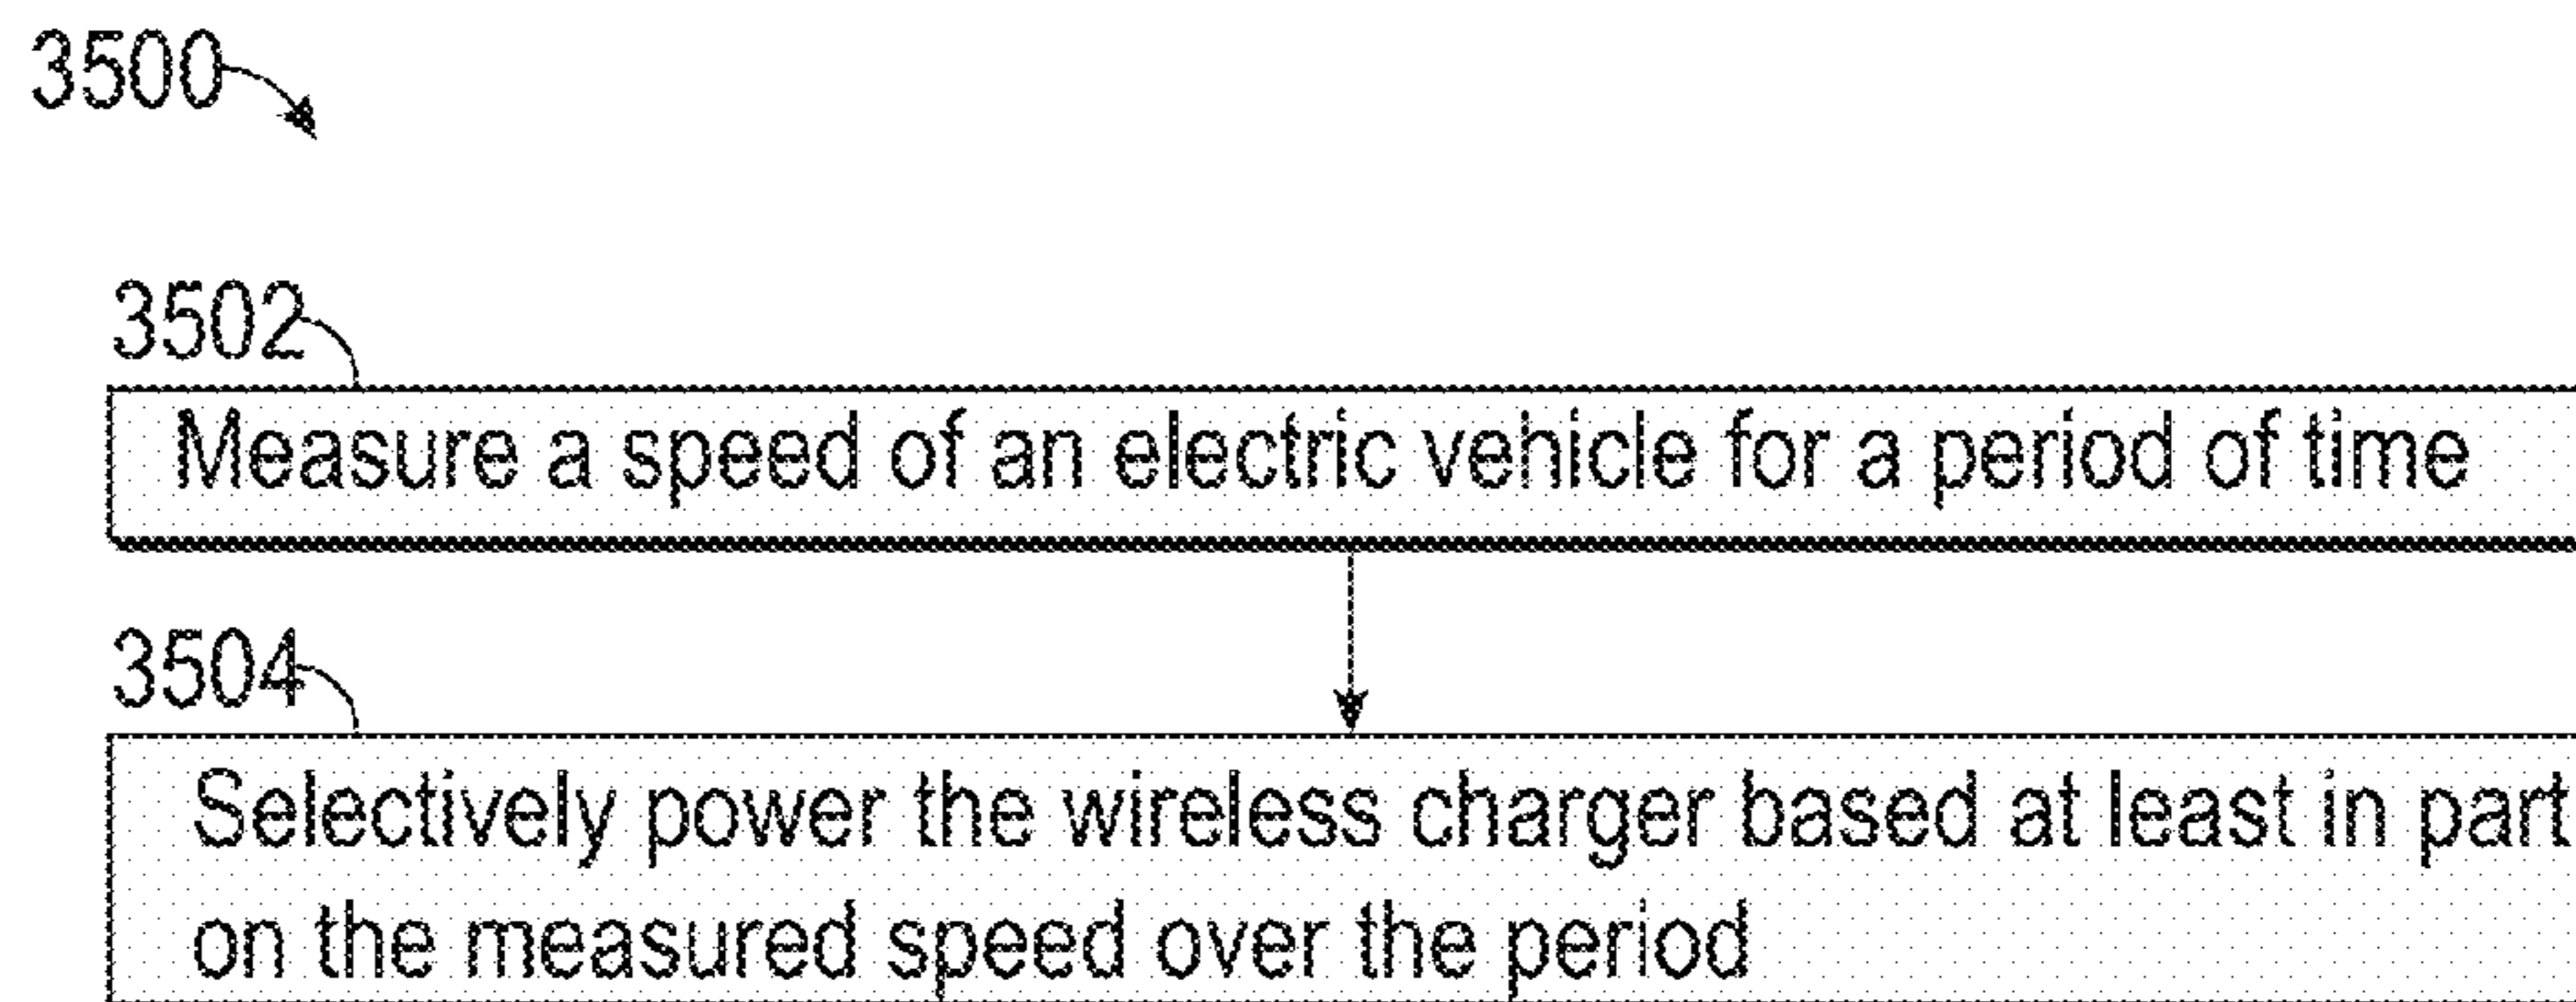 3500
3502
Measure a speed of an electric vehicle for a period of time
3504
Selectively power the wireless charger based at least in part
on the measured speed over the period